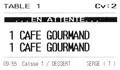 TABLE 1 Cv:2
...EN ATTENTE...
1 CAFE GOURMAND
1 CAFE GOURMAND
09:55 Caisse 1/ DESSERT SERGE (1)